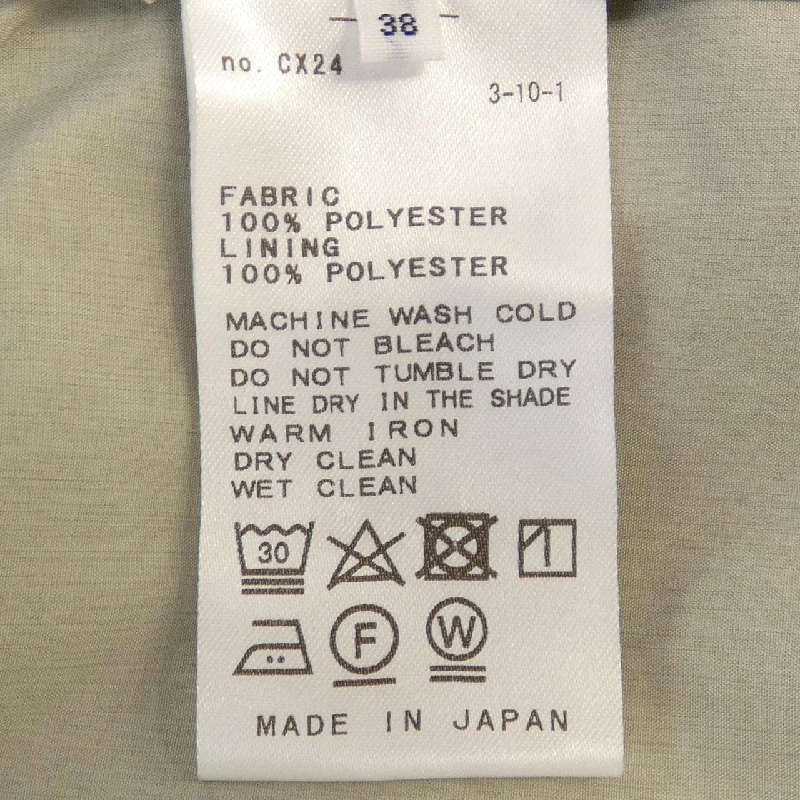 38
no. CX24
3-10-1
FABRIC
100% POLYESTER
LINING
100% POLYESTER
MACHINE WASH COLD
DO NOT BLEACH
DO NOT TUMBLE DRY
LINE DRY IN THE SHADE
WARM IRON
DRY CLEAN
WET CLEAN
30
F W
MADE IN JAPAN